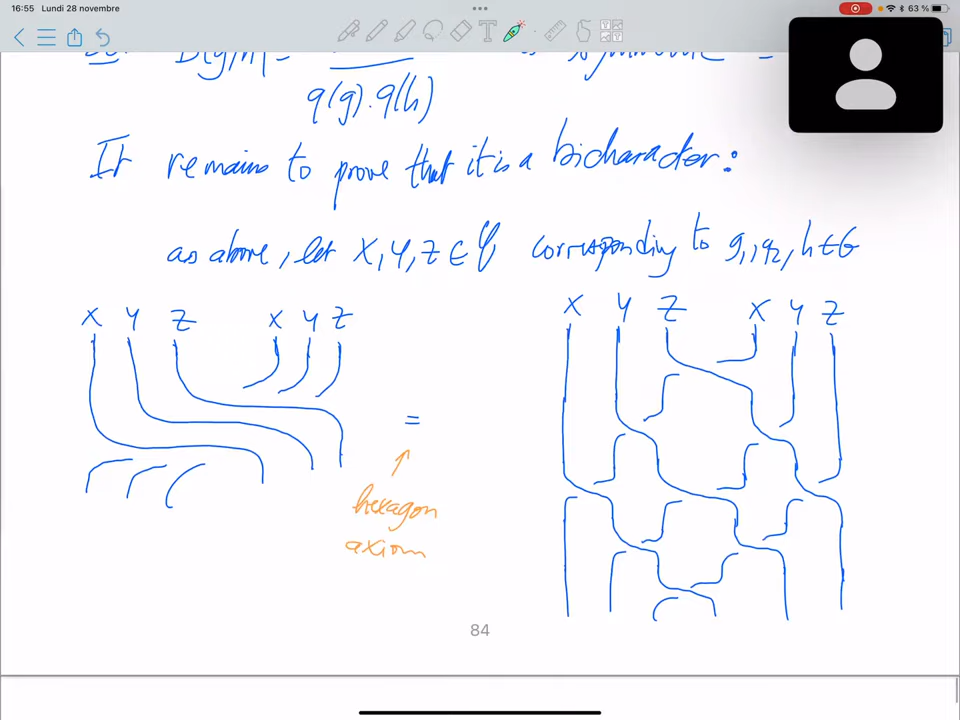 16:55 Lundi 28 novembre
63 %
q(g).q(h)
It remains to prove that it is a bicharacter:
as above, let X, Y, Z ∈ corresponding to g1, g2, h ∈ G
X Y Z X Y Z
X Y Z X Y Z
=
hexagon
axiom
84